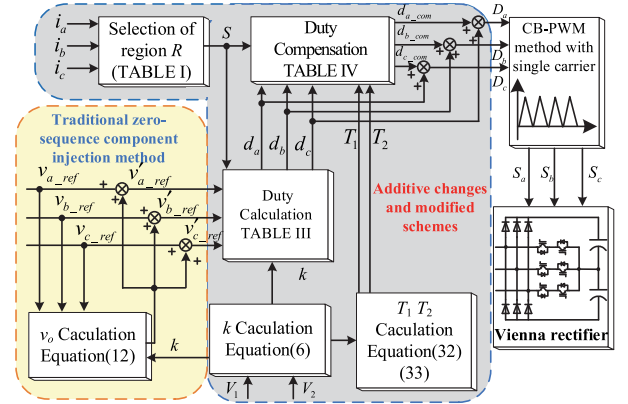 i_a
i_b
i_c
Selection of
region R
(TABLE I)
S
Duty
Compensation
TABLE IV
d_a_com
d_b_com
d_c_com
+
+
+
+
+
+
D_a
D_b
D_c
CB-PWM
method with
single carrier
Traditional zero-
sequence component
injection method
d_a
d_b
d_c
T_1
T_2
S_a
S_b
S_c
v_a_ref
v'_a_ref
v_b_ref
v'_b_ref
v_c_ref
v'_c_ref
+
+
+
+
+
+
Duty
Calculation
TABLE III
Additive changes
and modified
schemes
k
v_o Caculation
Equation(12)
k
k Caculation
Equation(6)
T_1 T_2
Caculation
Equation(32)
(33)
Vienna rectifier
V_1
V_2